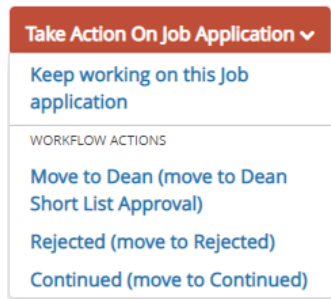 Take Action On Job Application
Keep working on this Job
application
WORKFLOW ACTIONS
Move to Dean (move to Dean
Short List Approval)
Rejected (move to Rejected)
Continued (move to Continued)